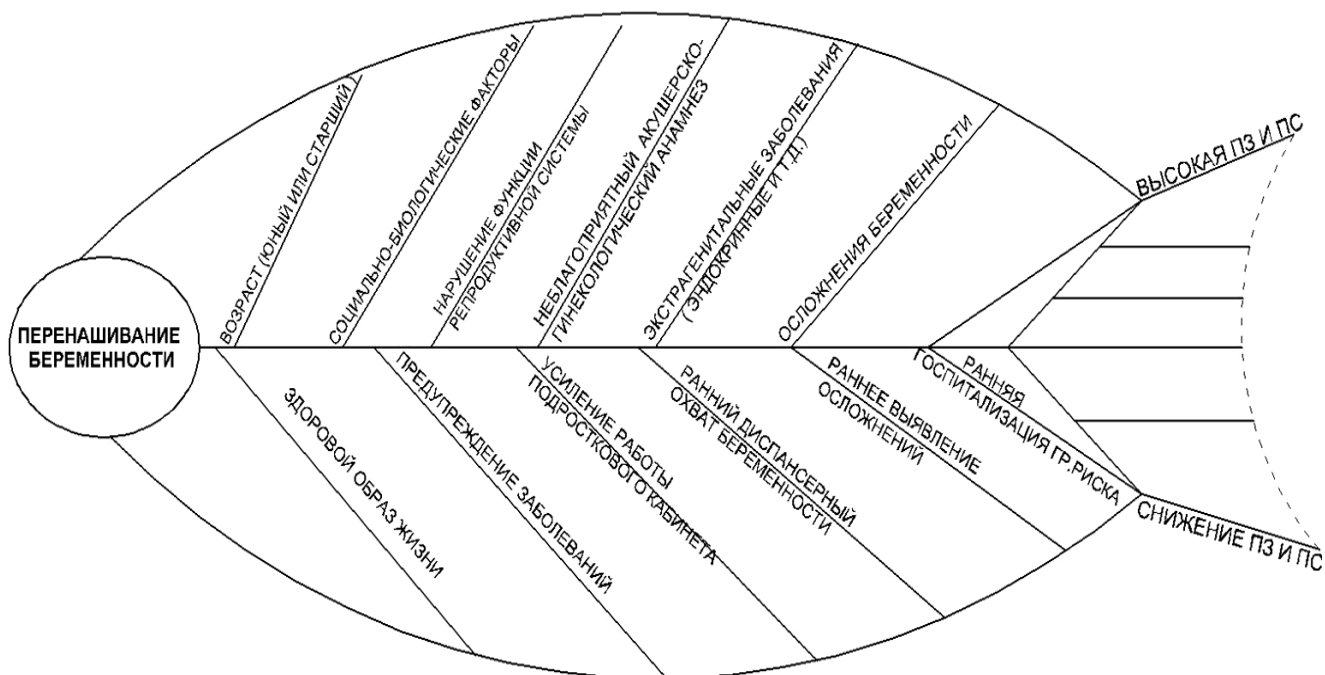 ПЕРЕНАШИВАНИЕ
БЕРЕМЕННОСТИ
ВОЗРАСТ (ЮНЫЙ ИЛИ СТАРШИЙ )
СОЦИАЛЬНО-БИОЛОГИЧЕСКИЕ ФАКТОРЫ
НАРУШЕНИЕ ФУНКЦИИ
РЕПРОДУКТИВНОЙ СИСТЕМЫ
НЕБЛАГОПРИЯТНЫЙ АКУШЕРСКО-
ГИНЕКОЛОГИЧЕСКИЙ АНАМНЕЗ
ЭКСТРАГЕНИТАЛЬНЫЕ ЗАБОЛЕВАНИЯ
( ЭНДОКРИННЫЕ И Т.Д.)
ОСЛОЖНЕНИЯ БЕРЕМЕННОСТИ
ВЫСОКАЯ ПЗ И ПС
ЗДОРОВОЙ ОБРАЗ ЖИЗНИ
ПРЕДУПРЕЖДЕНИЕ ЗАБОЛЕВАНИЙ
УСИЛЕНИЕ РАБОТЫ
ПОДРОСТКОВОГО КАБИНЕТА
РАНИЙ ДИСПАНСЕРНЫЙ
ОХВАТ БЕРЕМЕННОСТИ
РАННЕЕ ВЫЯВЛЕНИЕ
ОСЛОЖНЕНИЙ
РАННЯЯ
ГОСПИТАЛИЗАЦИЯ ГР.РИСКА
СНИЖЕНИЕ ПЗ И ПС